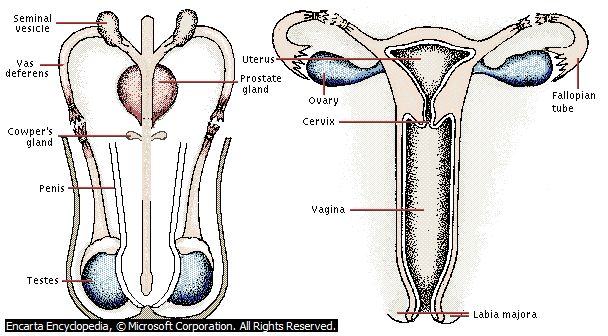 Seminal
vesicle
Vas
deferens
Prostate
gland
Cowper's
gland
Penis
Testes
Uterus
Ovary
Fallopian
tube
Cervix
Vagina
Labia majora
Encarta Encyclopedia, © Microsoft Corporation. All Rights Reserved.